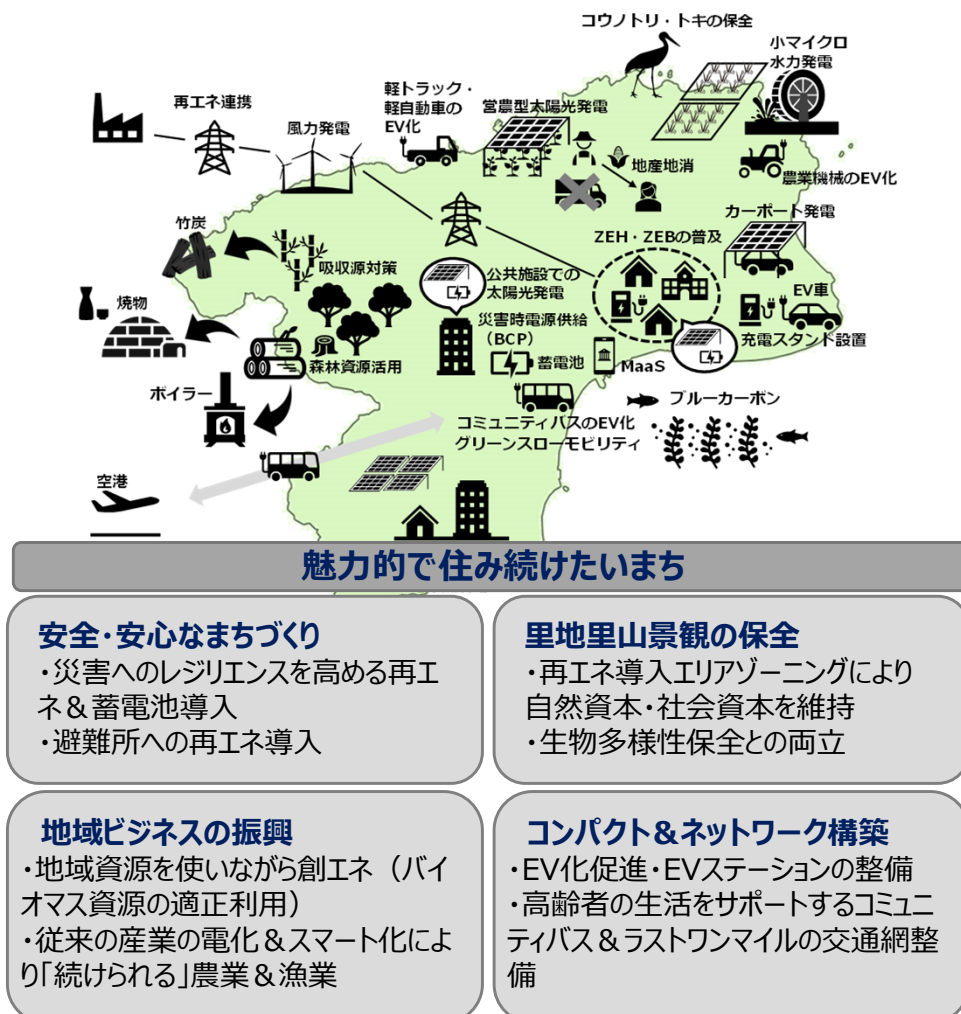 コウノトリ・トキの保全
小マイクロ
水力発電
再エネ連携
風力発電
軽トラック・
軽自動車の
EV化
営農型太陽光発電
地産地消
農業機械のEV化
カーポート発電
竹炭
吸収源対策
公共施設での
太陽光発電
ZEH・ZEBの普及
焼物
災害時電源供給
（BCP）
EV車
充電スタンド設置
森林資源活用
蓄電池
MaaS
ボイラー
ブルーカーボン
コミュニティバスのEV化
グリーンスローモビリティ
空港
魅力的で住み続けたいまち
安全・安心なまちづくり
・災害へのレジリエンスを高める再エ
ネ＆蓄電池導入
・避難所への再エネ導入
里地里山景観の保全
・再エネ導入エリアゾーニングにより
自然資本・社会資本を維持
・生物多様性保全との両立
地域ビジネスの振興
・地域資源を使いながら創エネ（バイ
オマス資源の適正利用）
・従来の産業の電化＆スマート化によ
り「続けられる」農業＆漁業
コンパクト＆ネットワーク構築
・EV化促進・EVステーションの整備
・高齢者の生活をサポートするコミュニ
ティバス＆ラストワンマイルの交通網整
備